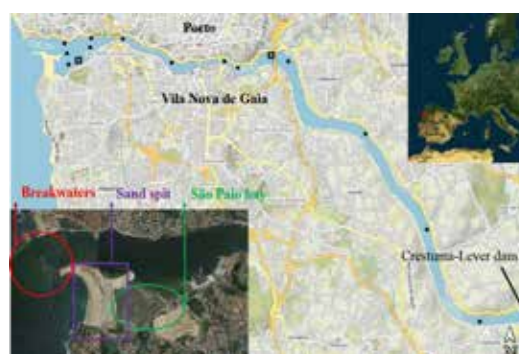 Porto
Vila Nova de Gaia
Breakwaters
Sand spit
São Paio bay
Crestuma-Lever dam
N